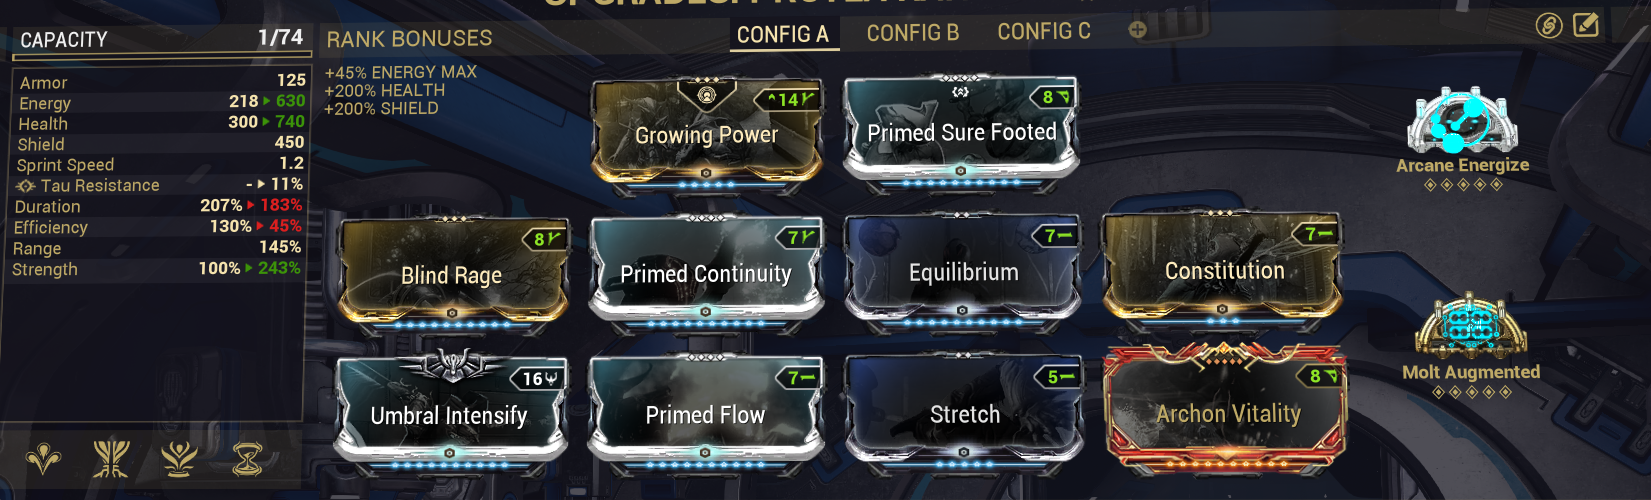 CAPACITY 1/74
Armor 125
Energy 218 630
Health 300 740
Shield 450
Sprint Speed 1.2
Tau Resistance - 11%
Duration 207% 183%
Efficiency 130% 45%
Range 145%
Strength 100% 243%
RANK BONUSES
+45% ENERGY MAX
+200% HEALTH
+200% SHIELD
CONFIG A CONFIG B CONFIG C
14
Growing Power
8
Primed Sure Footed
8
Blind Rage
7
Primed Continuity
7
Equilibrium
7
Constitution
16
Umbral Intensify
7
Primed Flow
5
Stretch
8
Archon Vitality
Arcane Energize
Molt Augmented